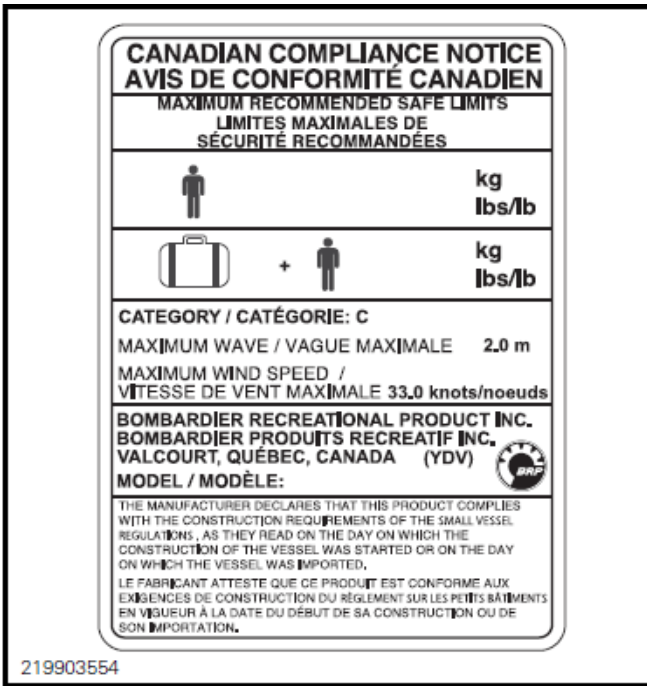 CANADIAN COMPLIANCE NOTICE
AVIS DE CONFORMITÉ CANADIEN
MAXIMUM RECOMMENDED SAFE LIMITS
LIMITES MAXIMALES DE
SÉCURITÉ RECOMMANDÉES
kg
lbs/lb
+
kg
lbs/lb
CATEGORY / CATÉGORIE: C
MAXIMUM WAVE / VAGUE MAXIMALE 2.0 m
MAXIMUM WIND SPEED /
VITESSE DE VENT MAXIMALE 33.0 knots/noeuds
BOMBARDIER RECREATIONAL PRODUCT INC.
BOMBARDIER PRODUITS RECREATIF INC.
VALCOURT, QUÉBEC, CANADA (YDV)
BRP
MODEL / MODÈLE:
THE MANUFACTURER DECLARES THAT THIS PRODUCT COMPLIES
WITH THE CONSTRUCTION REQUIREMENTS OF THE SMALL VESSEL
REGULATIONS , AS THEY READ ON THE DAY ON WHICH THE
CONSTRUCTION OF THE VESSEL WAS STARTED OR ON THE DAY
ON WHICH THE VESSEL WAS IMPORTED.
LE FABRICANT ATTESTE QUE CE PRODUIT EST CONFORME AUX
EXIGENCES DE CONSTRUCTION DU RÈGLEMENT SUR LES PETITS BÂTIMENTS
EN VIGUEUR À LA DATE DU DÉBUT DE SA CONSTRUCTION OU DE
SON IMPORTATION.
219903554